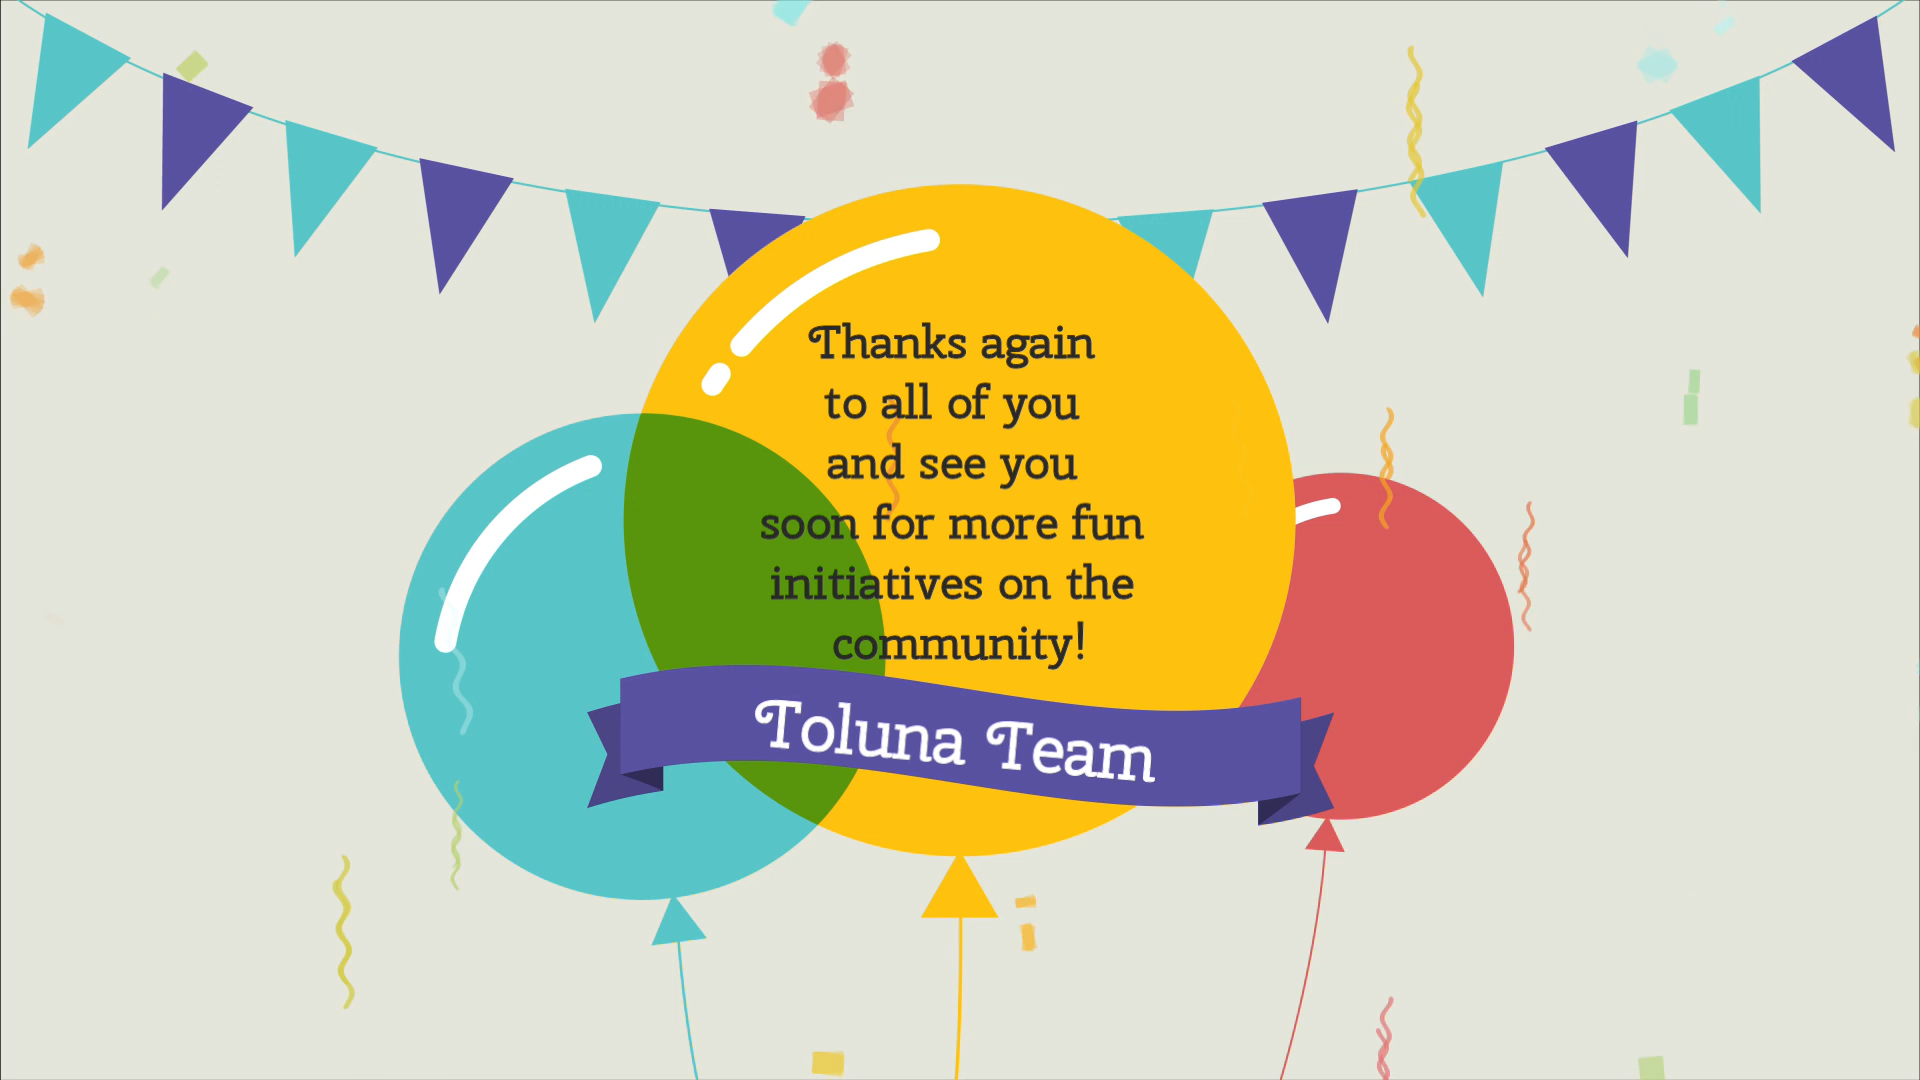 Thanks again
to all of you
and see you
soon for more fun
initiatives on the
community!
Toluna Team